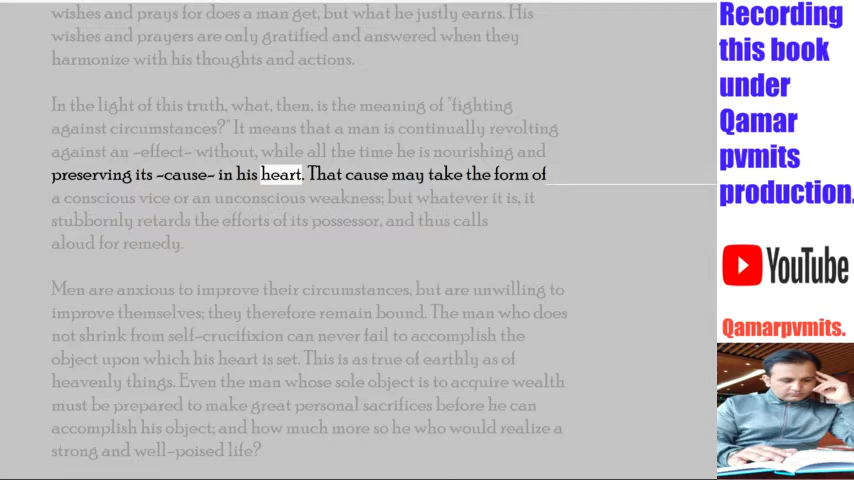 wishes and prays for does a man get, but what he justly earns. His
wishes and prayers are only gratified and answered when they
harmonize with his thoughts and actions.
In the light of this truth, what, then, is the meaning of "fighting
against circumstances?" It means that a man is continually revolting
against an -effect- without, while all the time he is nourishing and
preserving its -cause- in his heart. That cause may take the form of
a conscious vice or an unconscious weakness; but whatever it is, it
stubbornly retards the efforts of its possessor, and thus calls
aloud for remedy.
Men are anxious to improve their circumstances, but are unwilling to
improve themselves; they therefore remain bound. The man who does
not shrink from self-crucifixion can never fail to accomplish the
object upon which his heart is set. This is as true of earthly as of
heavenly things. Even the man whose sole object is to acquire wealth
must be prepared to make great personal sacrifices before he can
accomplish his object; and how much more so he who would realize a
strong and well-poised life?
Recording
this book
under
Qamar
pvmits
production.
YouTube
Qamarpvmits.